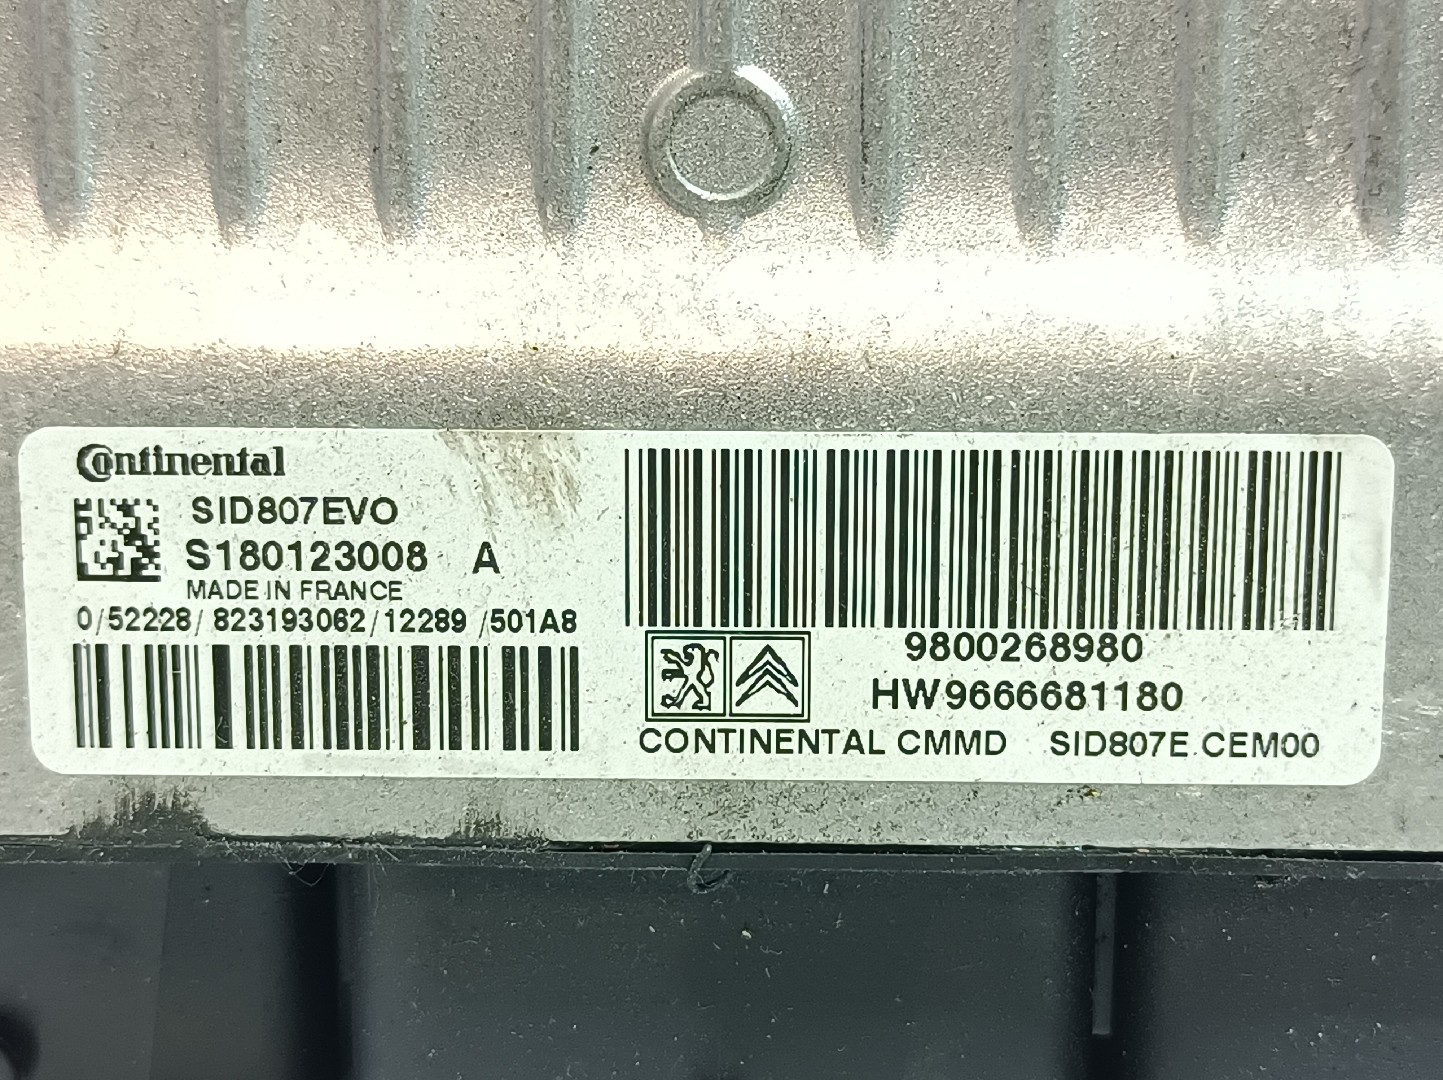 Continental
SID807EVO
S180123008 A
MADE IN FRANCE
0/52228/823193062/12289/501A8
9800268980
HW9666681180
CONTINENTAL CMMD SID807E.CEM00